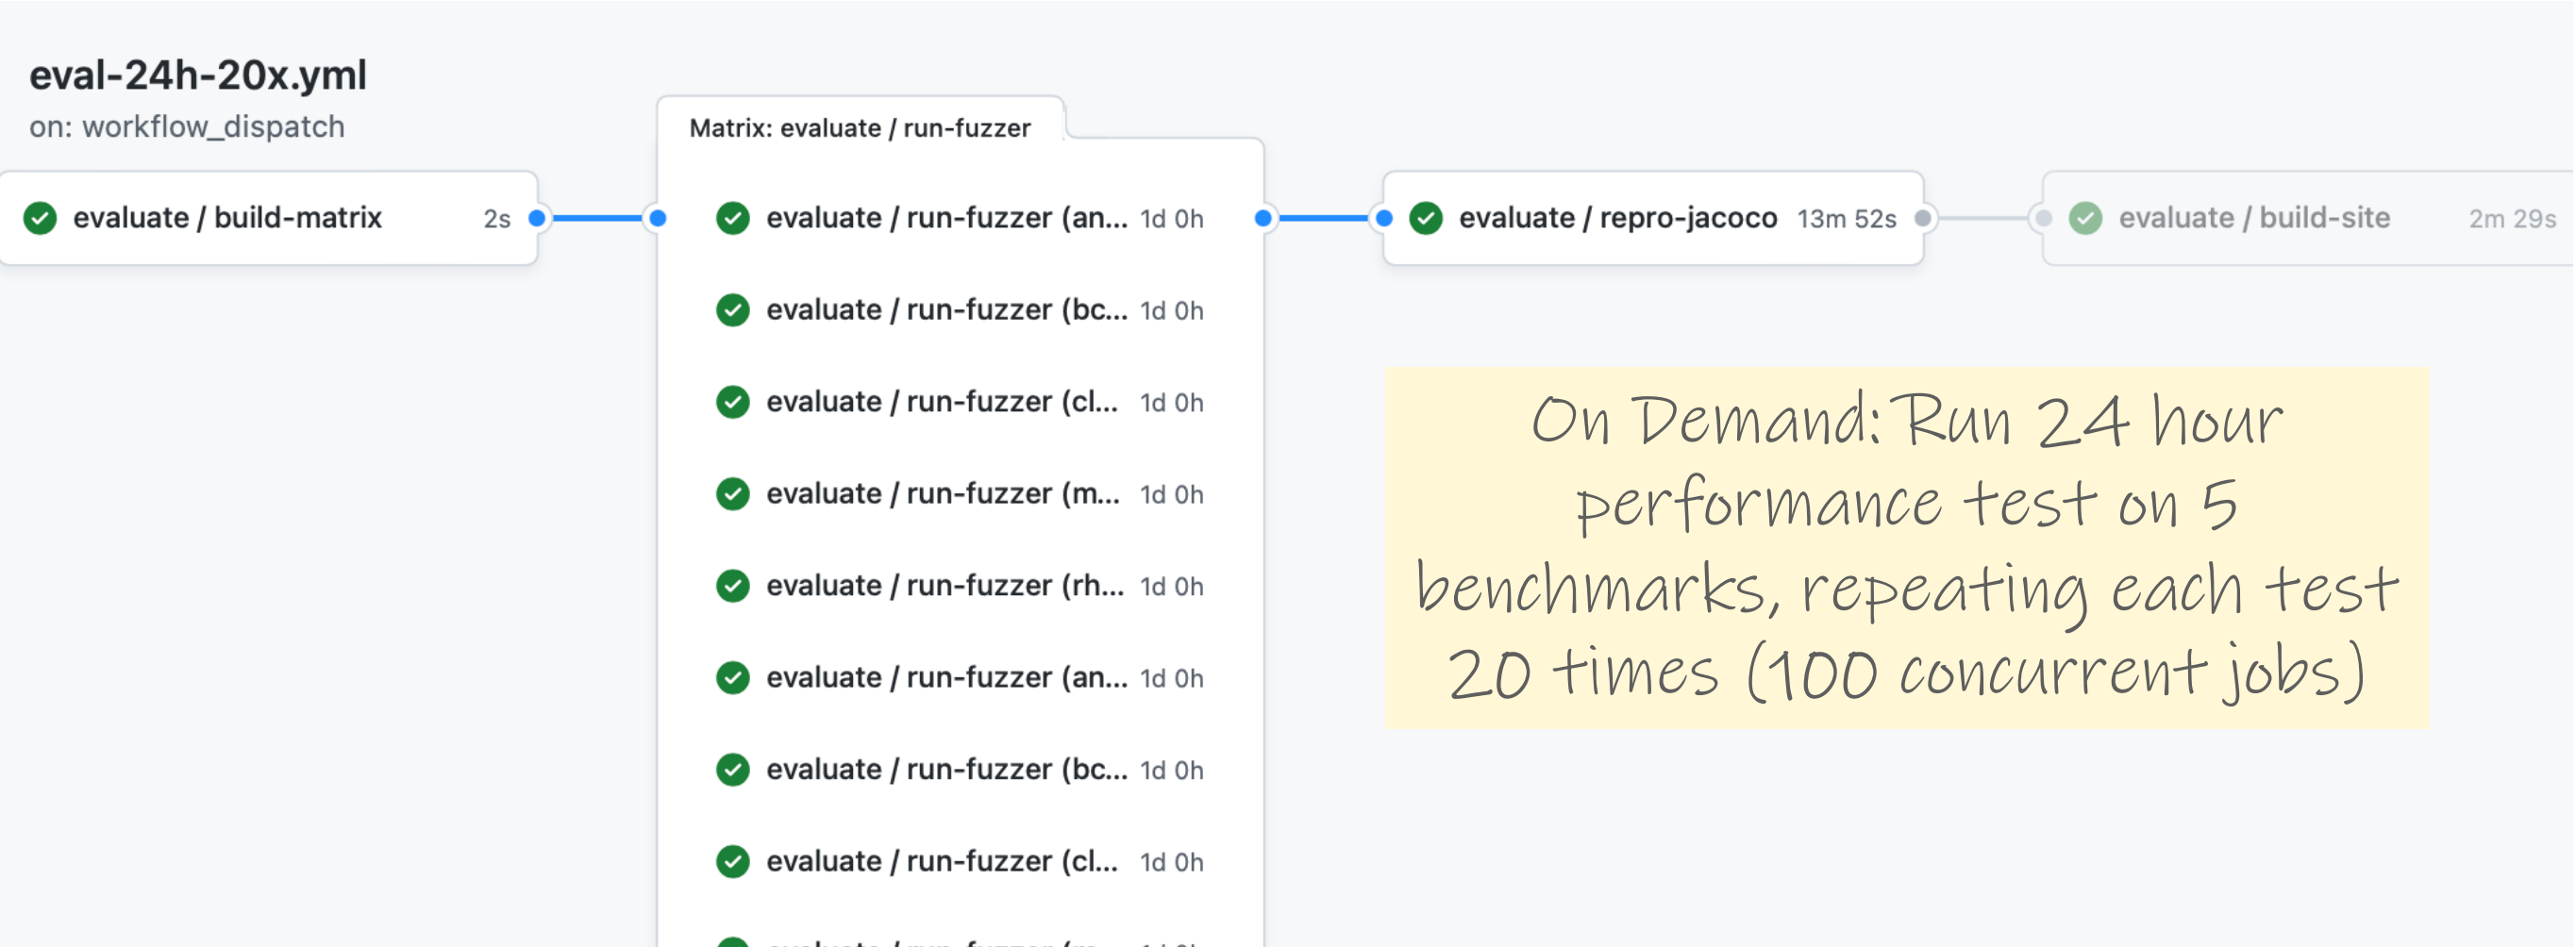 eval-24h-20x.yml
on: workflow_dispatch
evaluate / build-matrix 2s
Matrix: evaluate / run-fuzzer
evaluate / run-fuzzer (an... 1d 0h
evaluate / run-fuzzer (bc... 1d 0h
evaluate / run-fuzzer (cl... 1d 0h
evaluate / run-fuzzer (m... 1d 0h
evaluate / run-fuzzer (rh... 1d 0h
evaluate / run-fuzzer (an... 1d 0h
evaluate / run-fuzzer (bc... 1d 0h
evaluate / run-fuzzer (cl... 1d 0h
evaluate / repro-jacoco 13m 52s
evaluate / build-site 2m 29s
On Demand: Run 24 hour
performance test on 5
benchmarks, repeating each test
20 times (100 concurrent jobs)